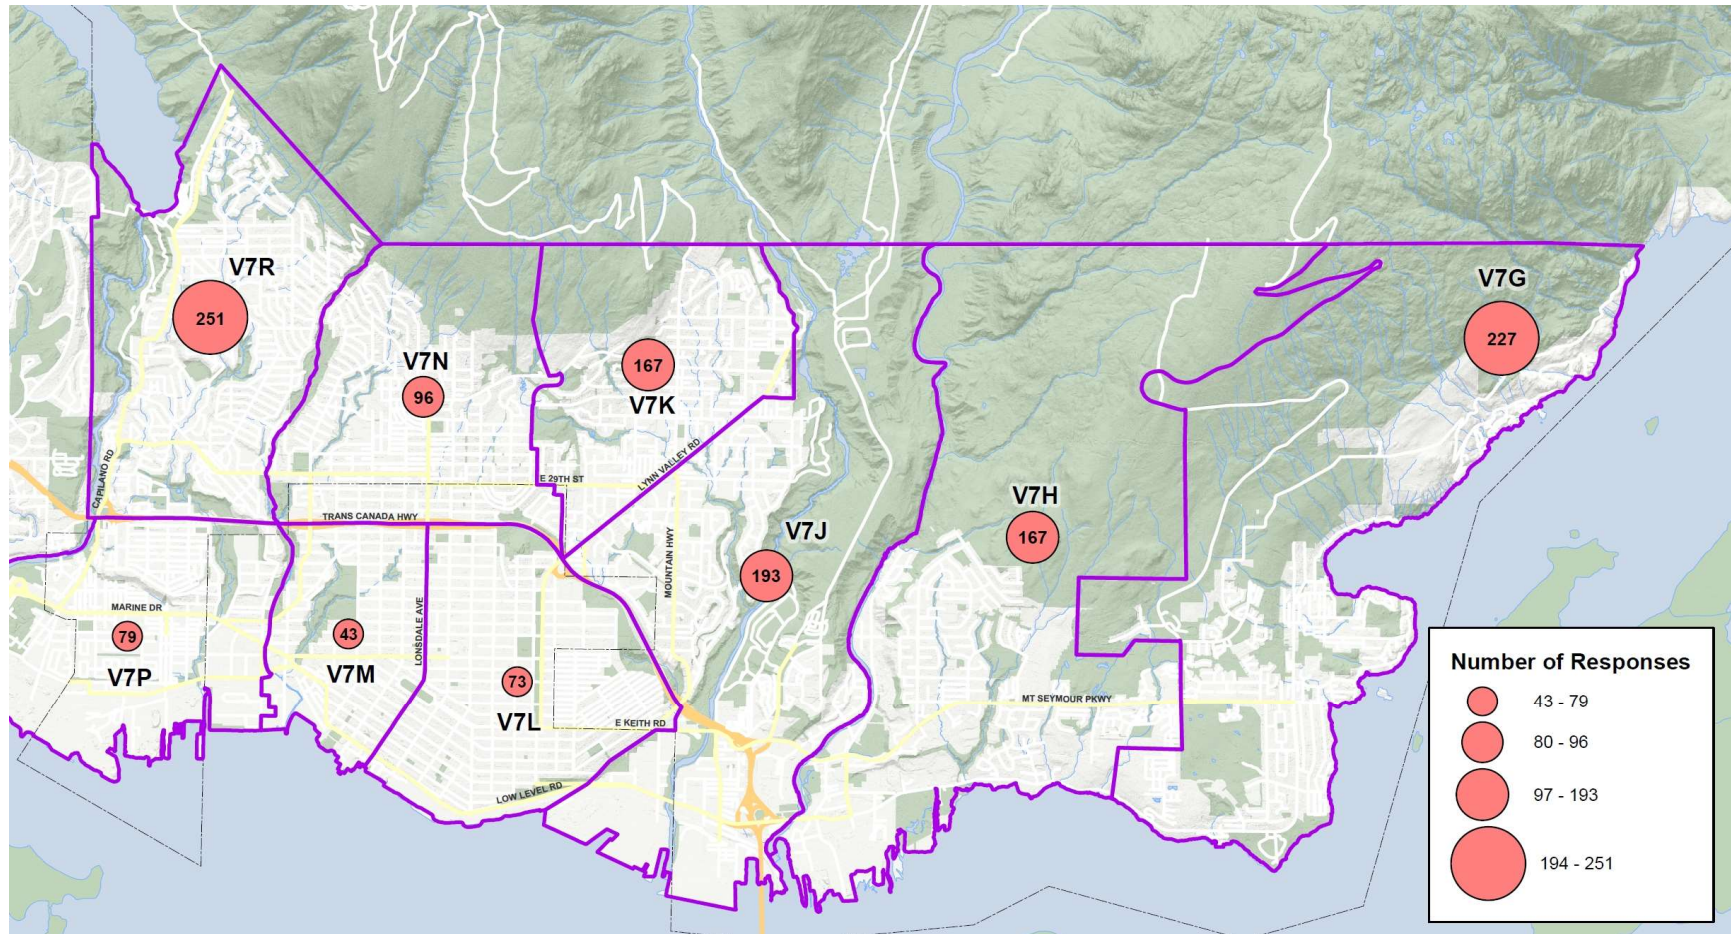 V7R
251
V7G
227
V7N
96
167
V7K
CAPILANO RD
E 29TH ST
LYNN VALLEY RD
TRANS CANADA HWY
V7H
167
V7J
193
MOUNTAIN HWY
MARINE DR
79
V7P
43
V7M
LONSDALE AVE
73
V7L
E KEITH RD
LOW LEVEL RD
MT SEYMOUR PKWY
Number of Responses
43 - 79
80 - 96
97 - 193
194 - 251